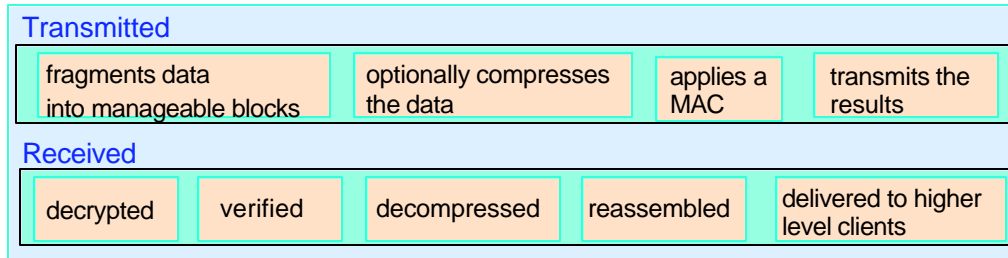 Transmitted
fragments data
into manageable blocks
optionally compresses
the data
applies a
MAC
transmits the
results
Received
decrypted
verified
decompressed
reassembled
delivered to higher
level clients